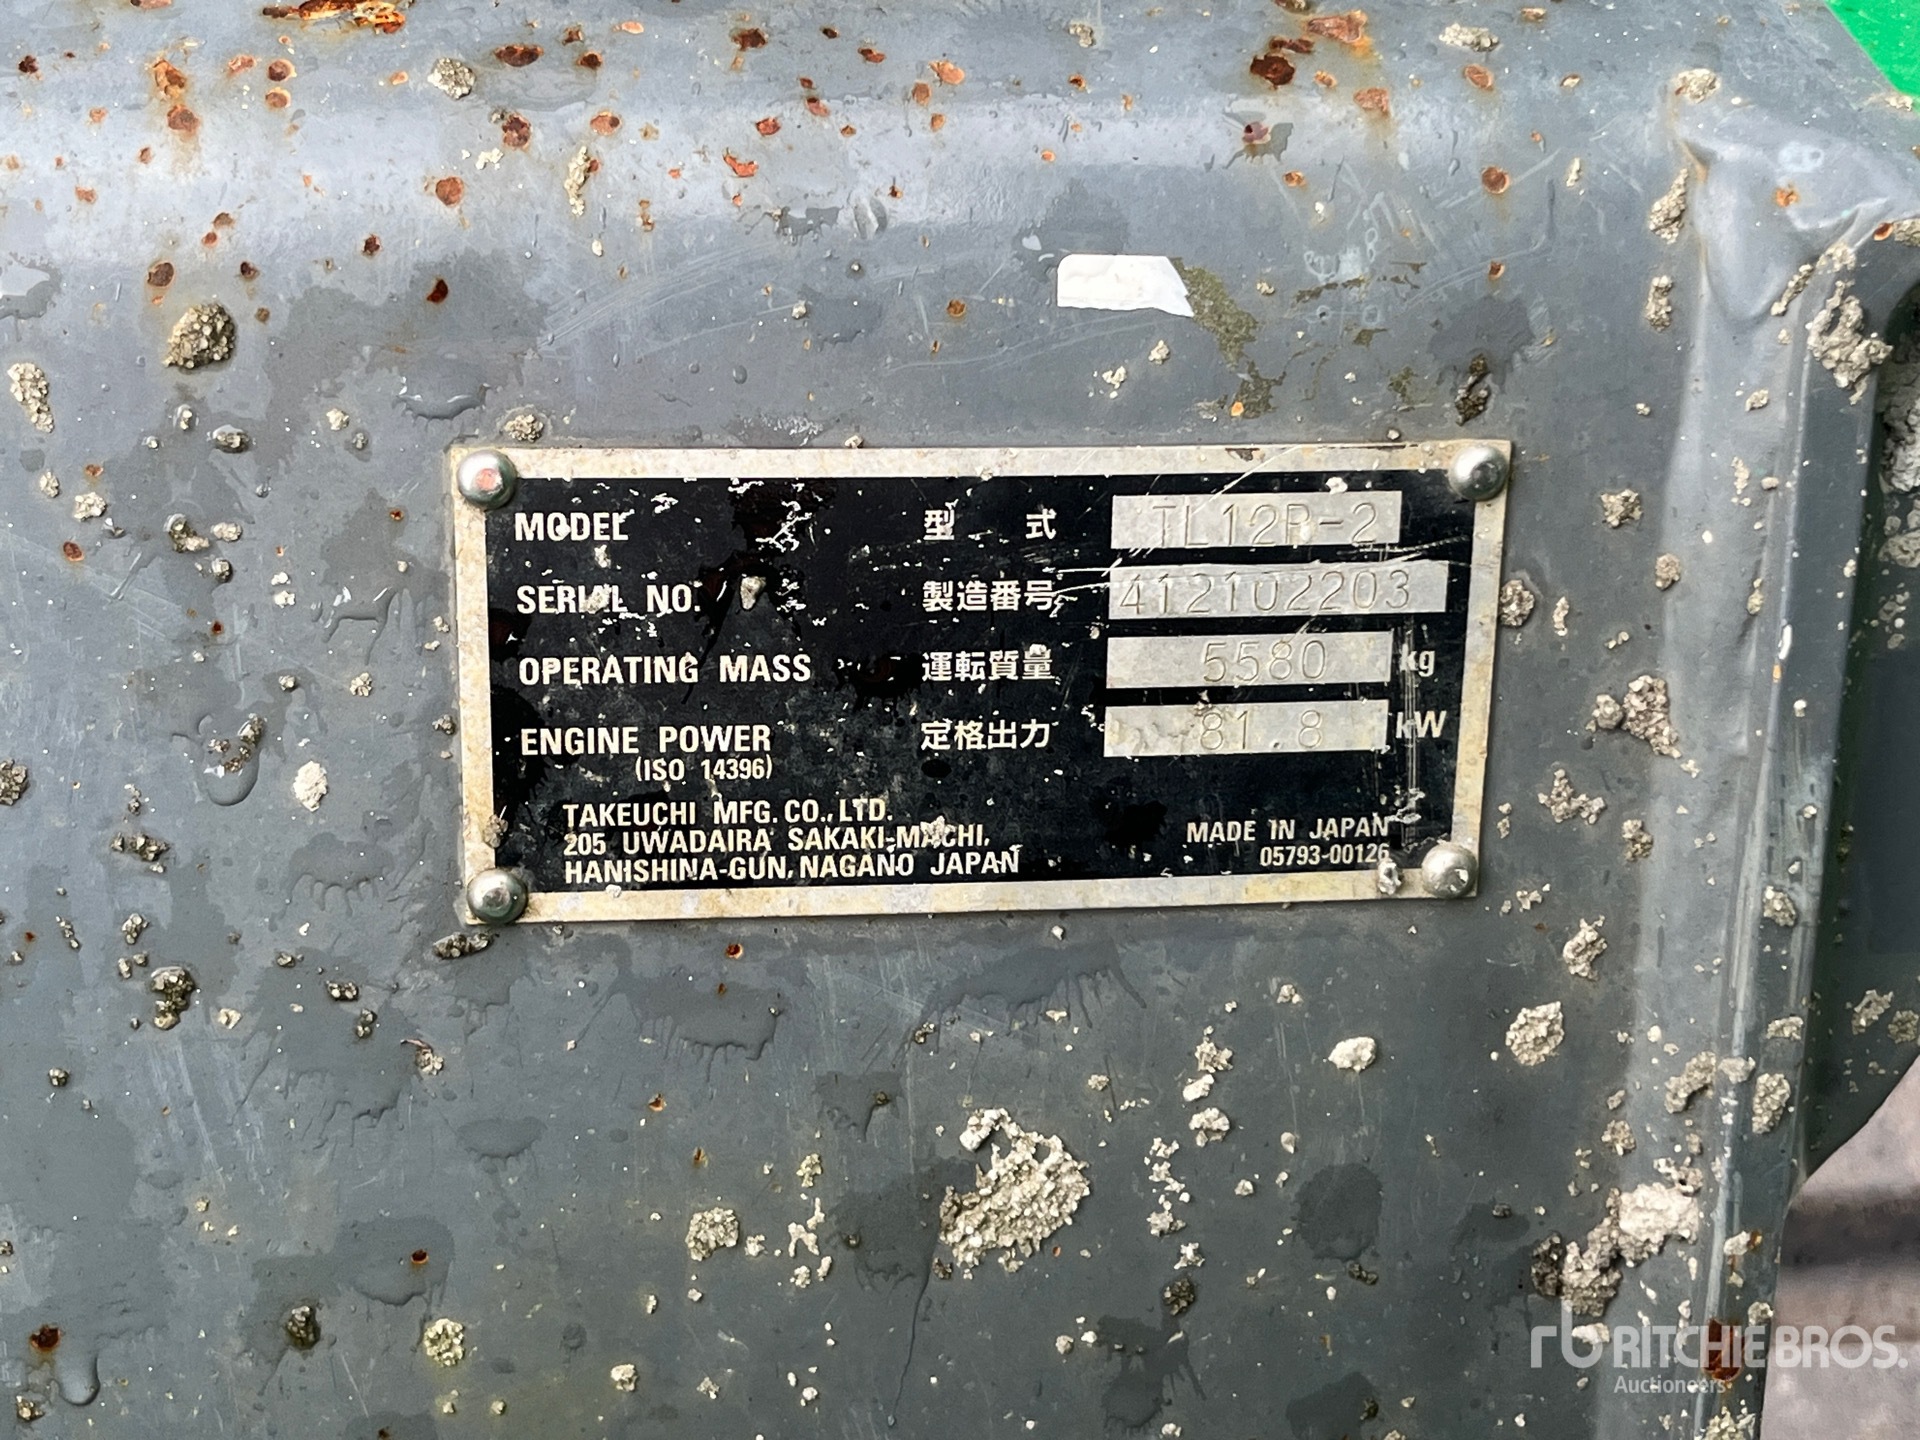 MODEL 型 式 TL12R-2
SERIAL NO. 製造番号 412102203
OPERATING MASS 運転質量 5580 kg
ENGINE POWER 定格出力 81.8 kW
(ISO 14396)
TAKEUCHI MFG. CO., LTD.
205 UWADAIRA SAKAKI-MACHI,
HANISHINA-GUN, NAGANO JAPAN
MADE IN JAPAN
05793-00126
rb RITCHIE BROS.
Auctioneers